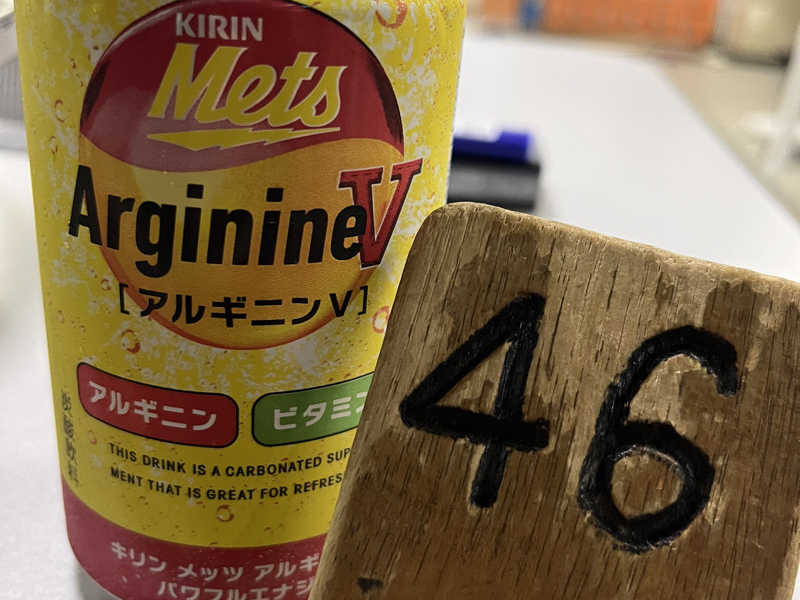 KIRIN
Mets
Arginine V
[アルギニンV]
アルギニン
ビタミン
THIS DRINK IS A CARBONATED SUP
MENT THAT IS GREAT FOR REFRES
キリン メッツ アルギ
パワフルエナジ
46